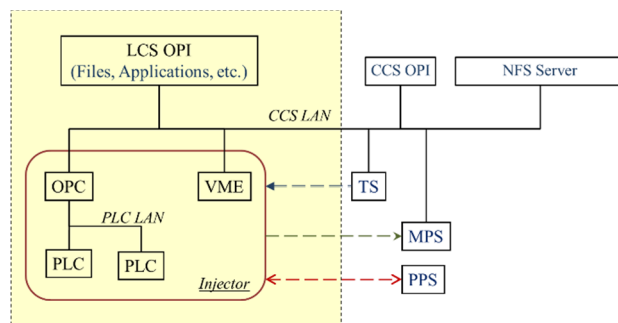 LCS OPI
(Files, Applications, etc.)
CCS OPI
NFS Server
CCS LAN
OPC
VME
TS
PLC LAN
MPS
PLC
PLC
PPS
Injector